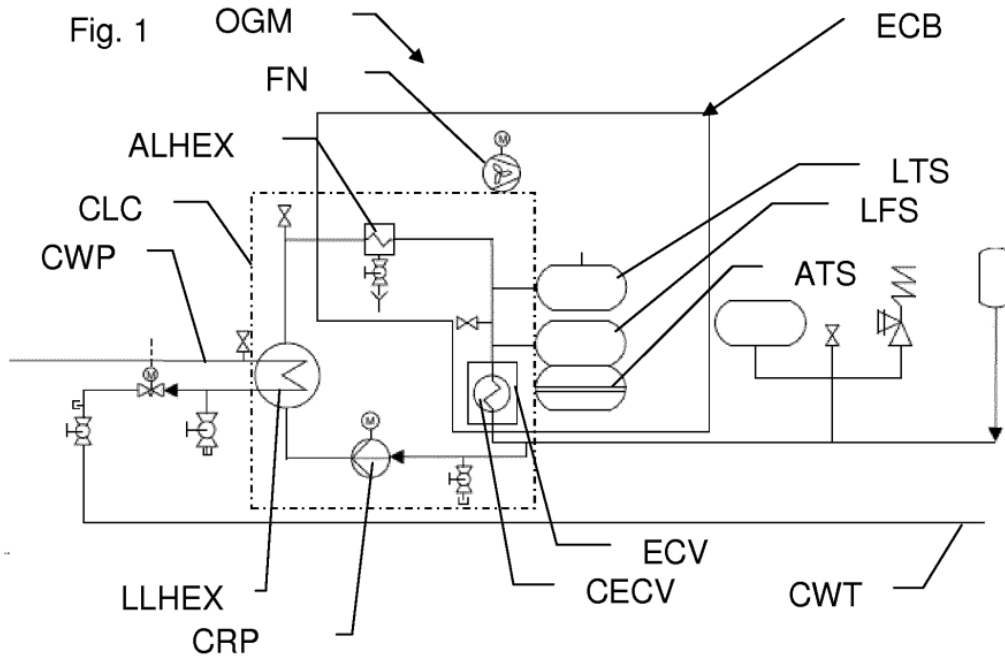 Fig. 1
OGM
ECB
FN
M
ALHEX
LTS
CLC
LFS
CWP
ATS
M
M
ECV
LLHEX
CECV
CWT
CRP